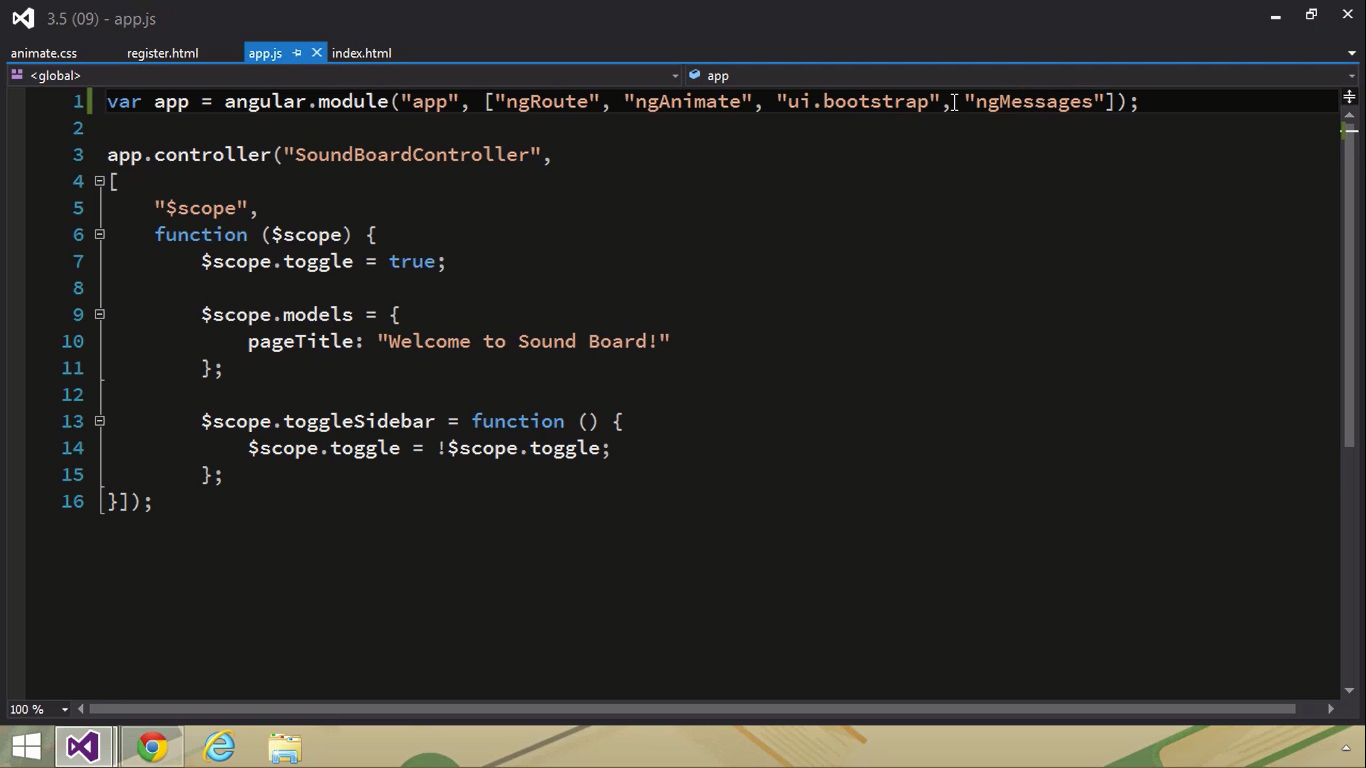 3.5 (09) - app.js
animate.css register.html app.js index.html
<global> app
1 var app = angular.module("app", ["ngRoute", "ngAnimate", "ui.bootstrap", "ngMessages"]);
2
3 app.controller("SoundBoardController",
4 [
5 "$scope",
6 function ($scope) {
7 $scope.toggle = true;
8
9 $scope.models = {
10 pageTitle: "Welcome to Sound Board!"
11 };
12
13 $scope.toggleSidebar = function () {
14 $scope.toggle = !$scope.toggle;
15 };
16 }]);
100 %